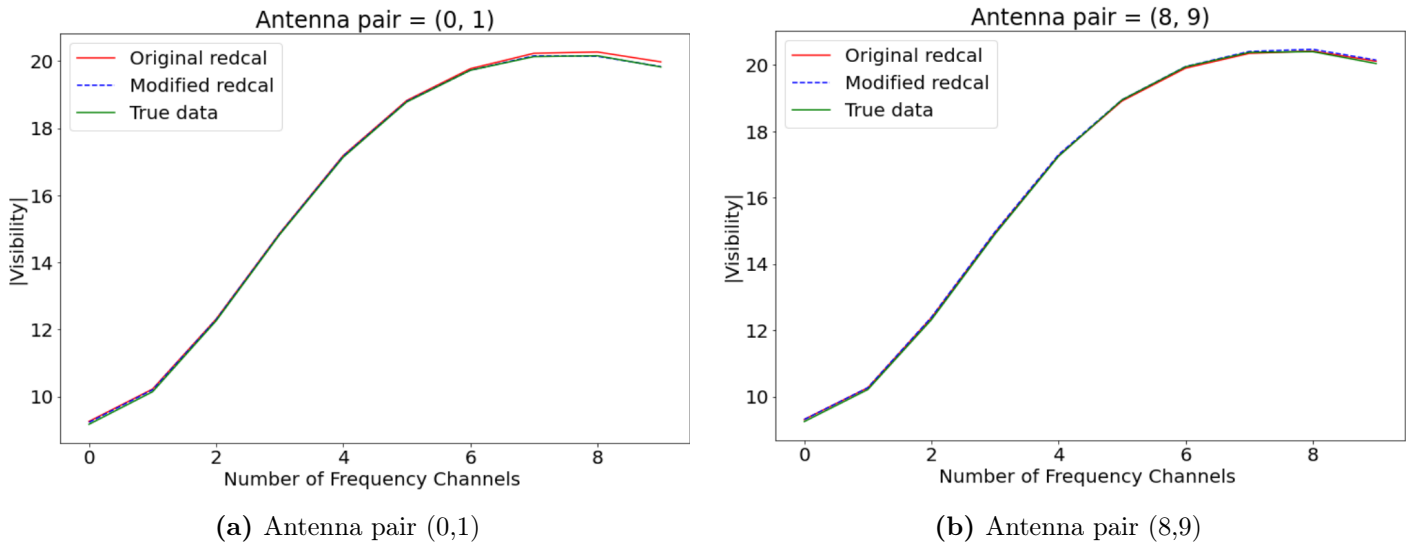 Antenna pair = (0, 1)
Original redcal
Modified redcal
True data
|Visibility|
20
18
16
14
12
10
0 2 4 6 8
Number of Frequency Channels
(a) Antenna pair (0,1)
Antenna pair = (8, 9)
Original redcal
Modified redcal
True data
|Visibility|
20
18
16
14
12
10
0 2 4 6 8
Number of Frequency Channels
(b) Antenna pair (8,9)